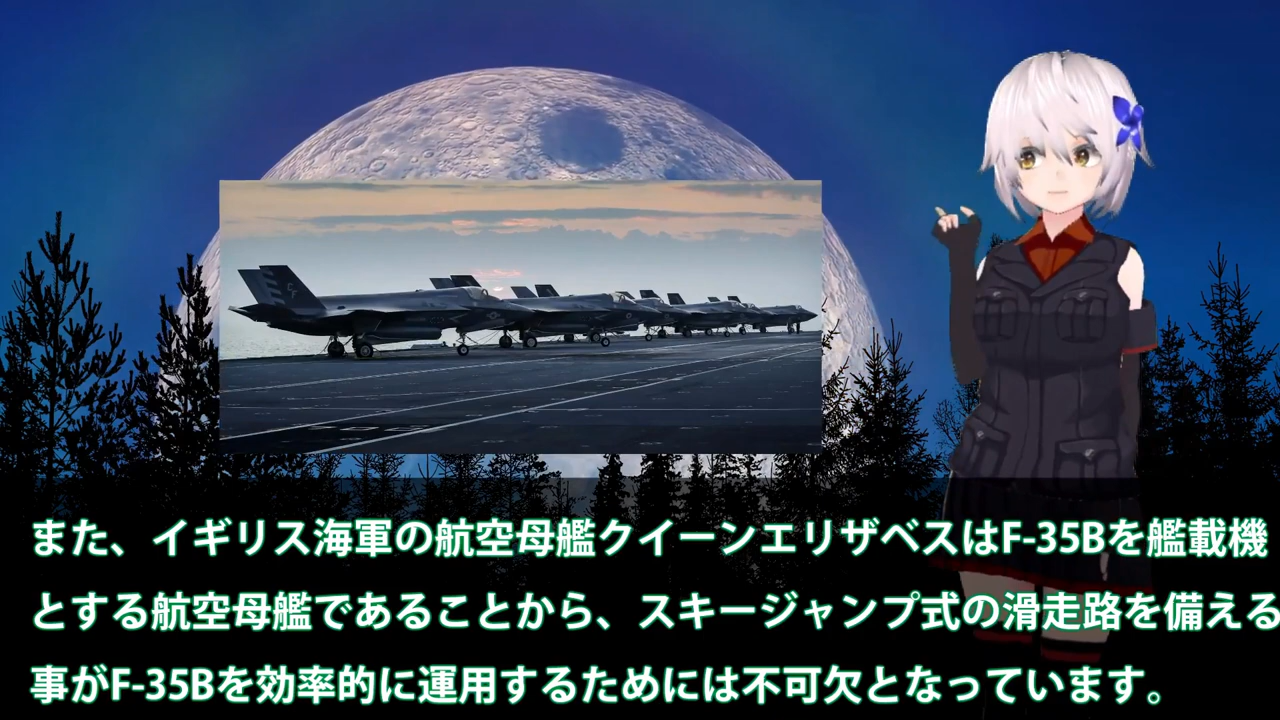 また、イギリス海軍の航空母艦クイーンエリザベスはF-35Bを艦載機
とする航空母艦であることから、スキージャンプ式の滑走路を備える
事がF-35Bを効率的に運用するためには不可欠となっています。